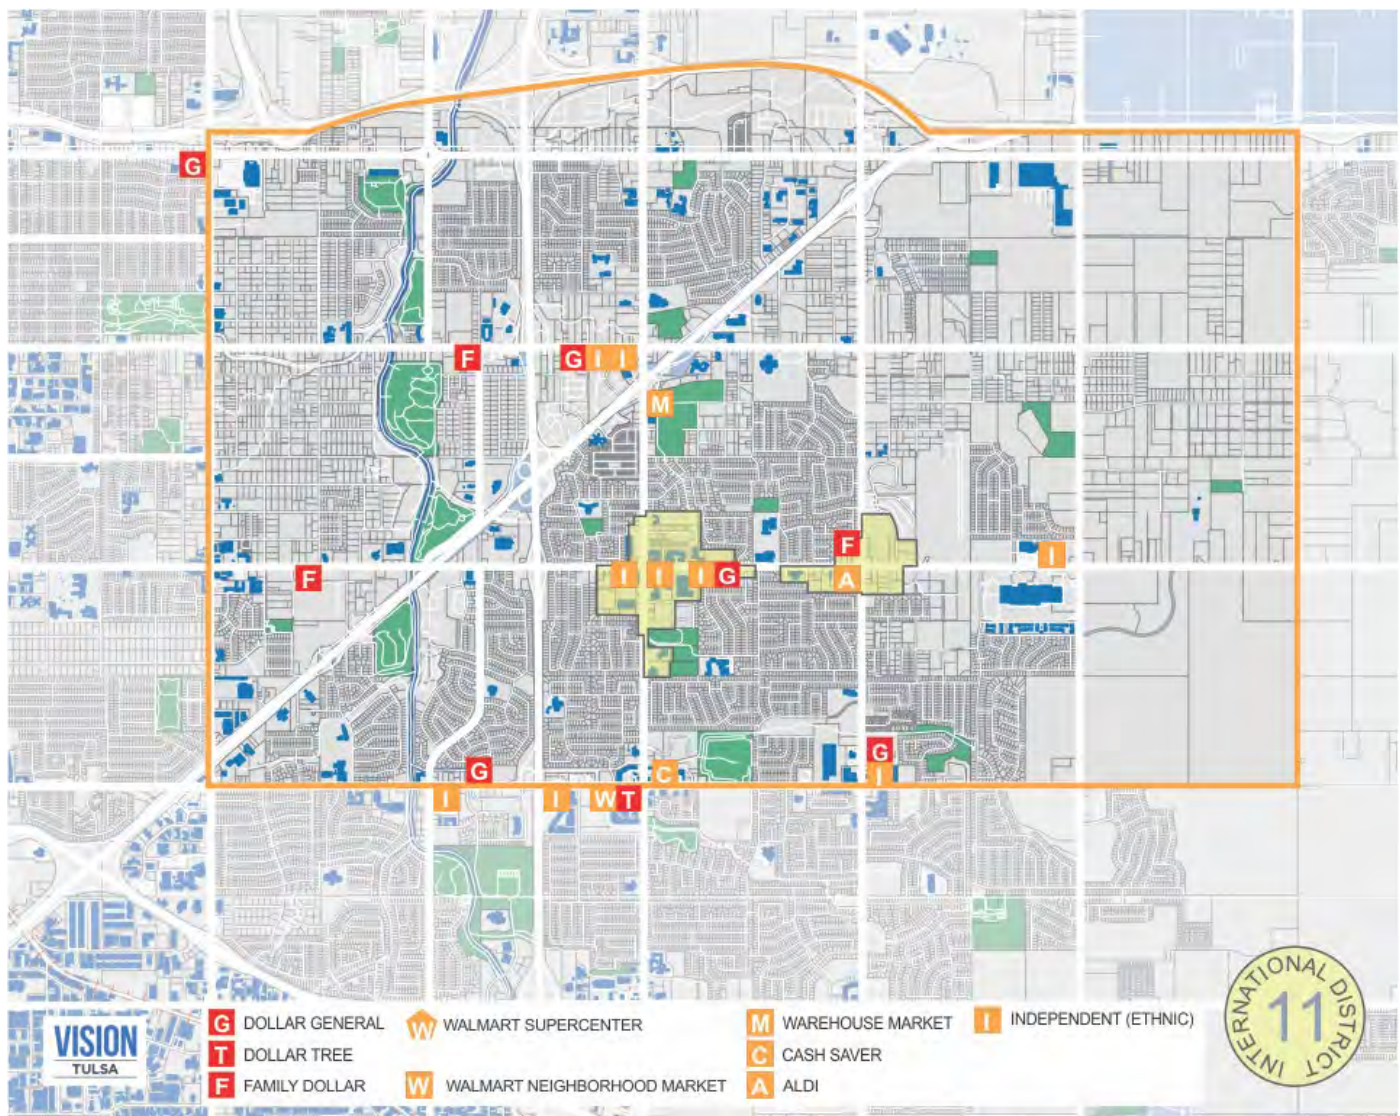 G
F
G I I
M
F
I
F
I I I G
A
G
I
G
C
I
I
W T
VISION
TULSA
G DOLLAR GENERAL
T DOLLAR TREE
F FAMILY DOLLAR
W WALMART SUPERCENTER
W WALMART NEIGHBORHOOD MARKET
M WAREHOUSE MARKET
C CASH SAVER
A ALDI
I INDEPENDENT (ETHNIC)
INTERNATIONAL DISTRICT
11